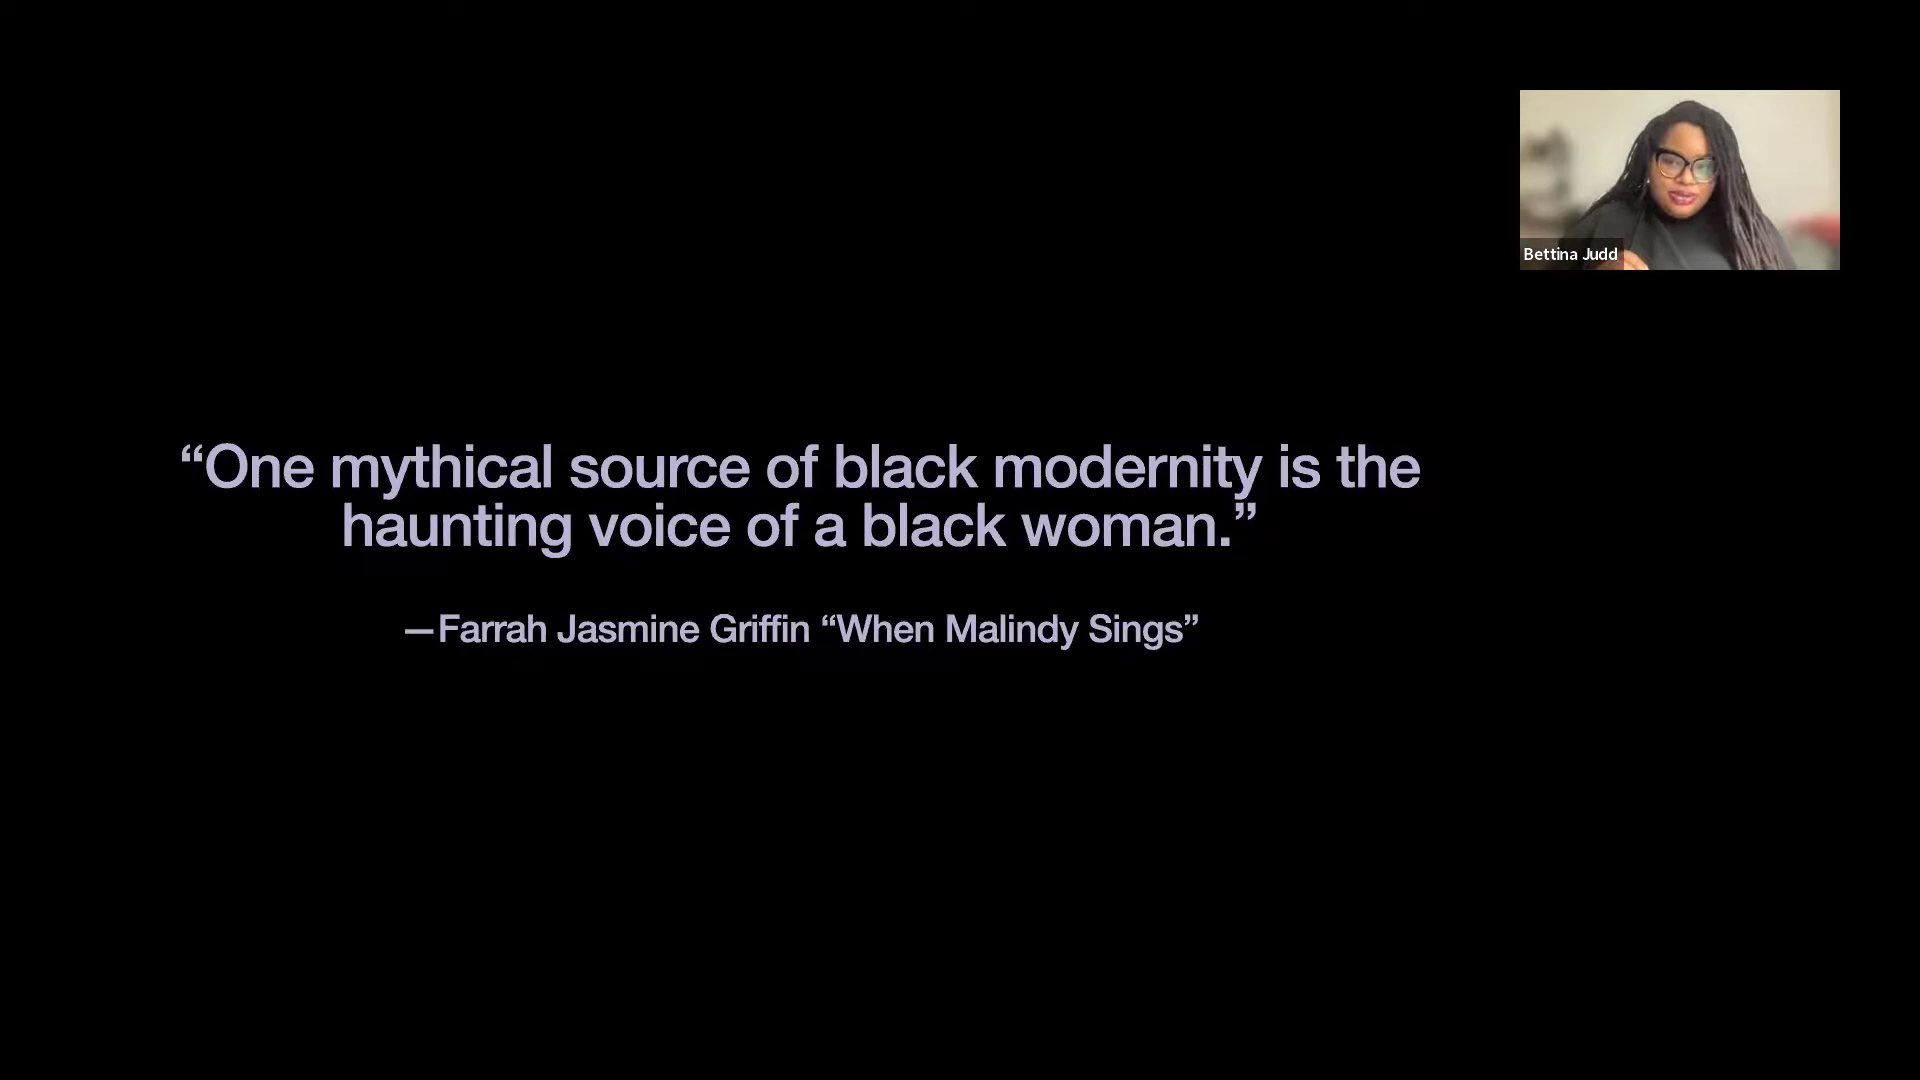 “One mythical source of black modernity is the
haunting voice of a black woman.”
—Farrah Jasmine Griffin “When Malindy Sings”
Bettina Judd